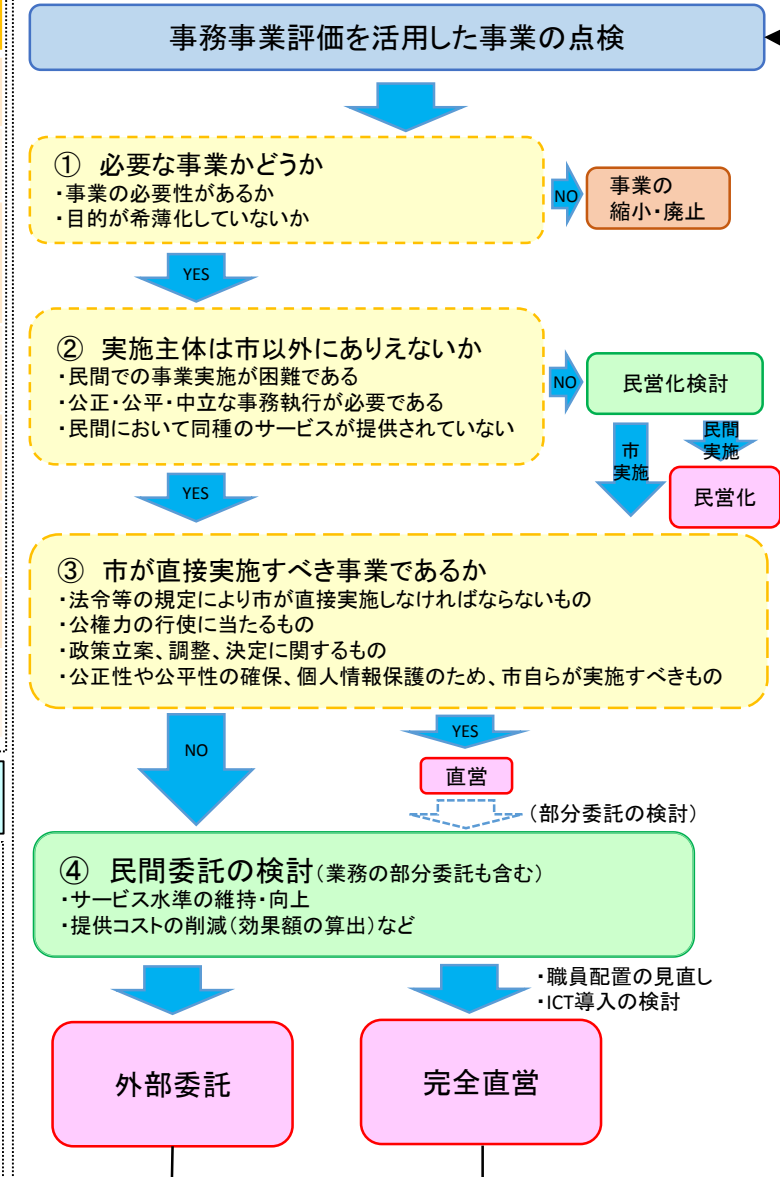 事務事業評価を活用した事業の点検
① 必要な事業かどうか
・事業の必要性があるか
・目的が希薄化していないか
NO
事業の
縮小・廃止
YES
② 実施主体は市以外にありえないか
・民間での事業実施が困難である
・公正・公平・中立な事務執行が必要である
・民間において同種のサービスが提供されていない
NO
民営化検討
市
実施
民間
実施
民営化
YES
③ 市が直接実施すべき事業であるか
・法令等の規定により市が直接実施しなければならないもの
・公権力の行使に当たるもの
・政策立案、調整、決定に関するもの
・公正性や公平性の確保、個人情報保護のため、市自らが実施すべきもの
NO
YES
直営
(部分委託の検討)
④ 民間委託の検討(業務の部分委託も含む)
・サービス水準の維持・向上
・提供コストの削減(効果額の算出)など
・職員配置の見直し
・ICT導入の検討
外部委託
完全直営